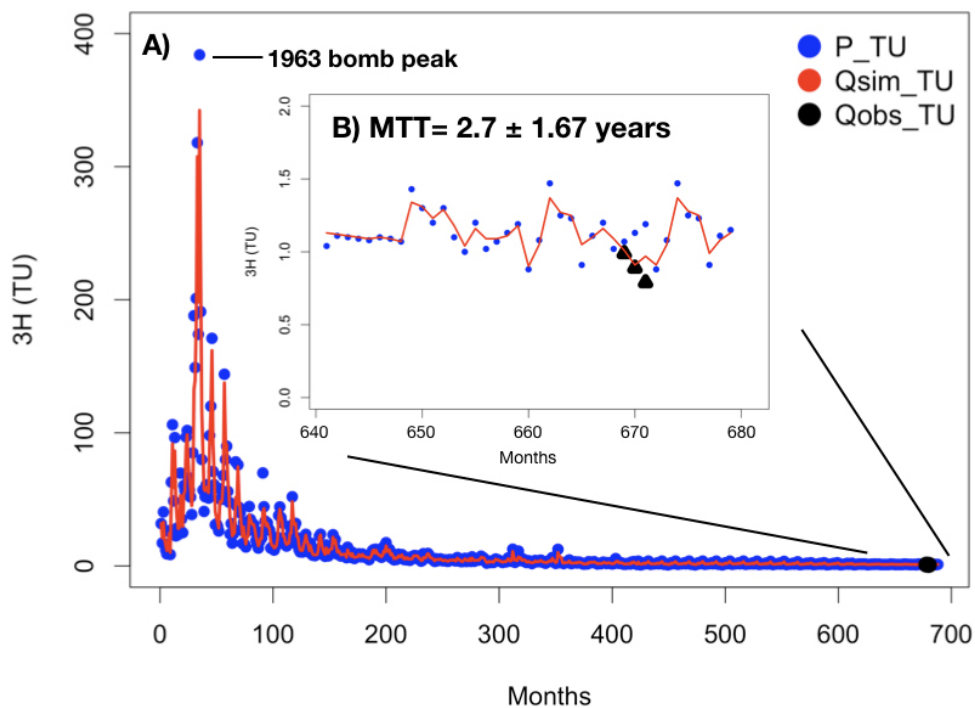 A)
1963 bomb peak
P_TU
Qsim_TU
Qobs_TU
B) MTT= 2.7 ± 1.67 years
3H (TU)
400
300
200
100
0
3H (TU)
2.0
1.5
1.0
0.5
0.0
640 650 660 670 680
Months
0 100 200 300 400 500 600 700
Months